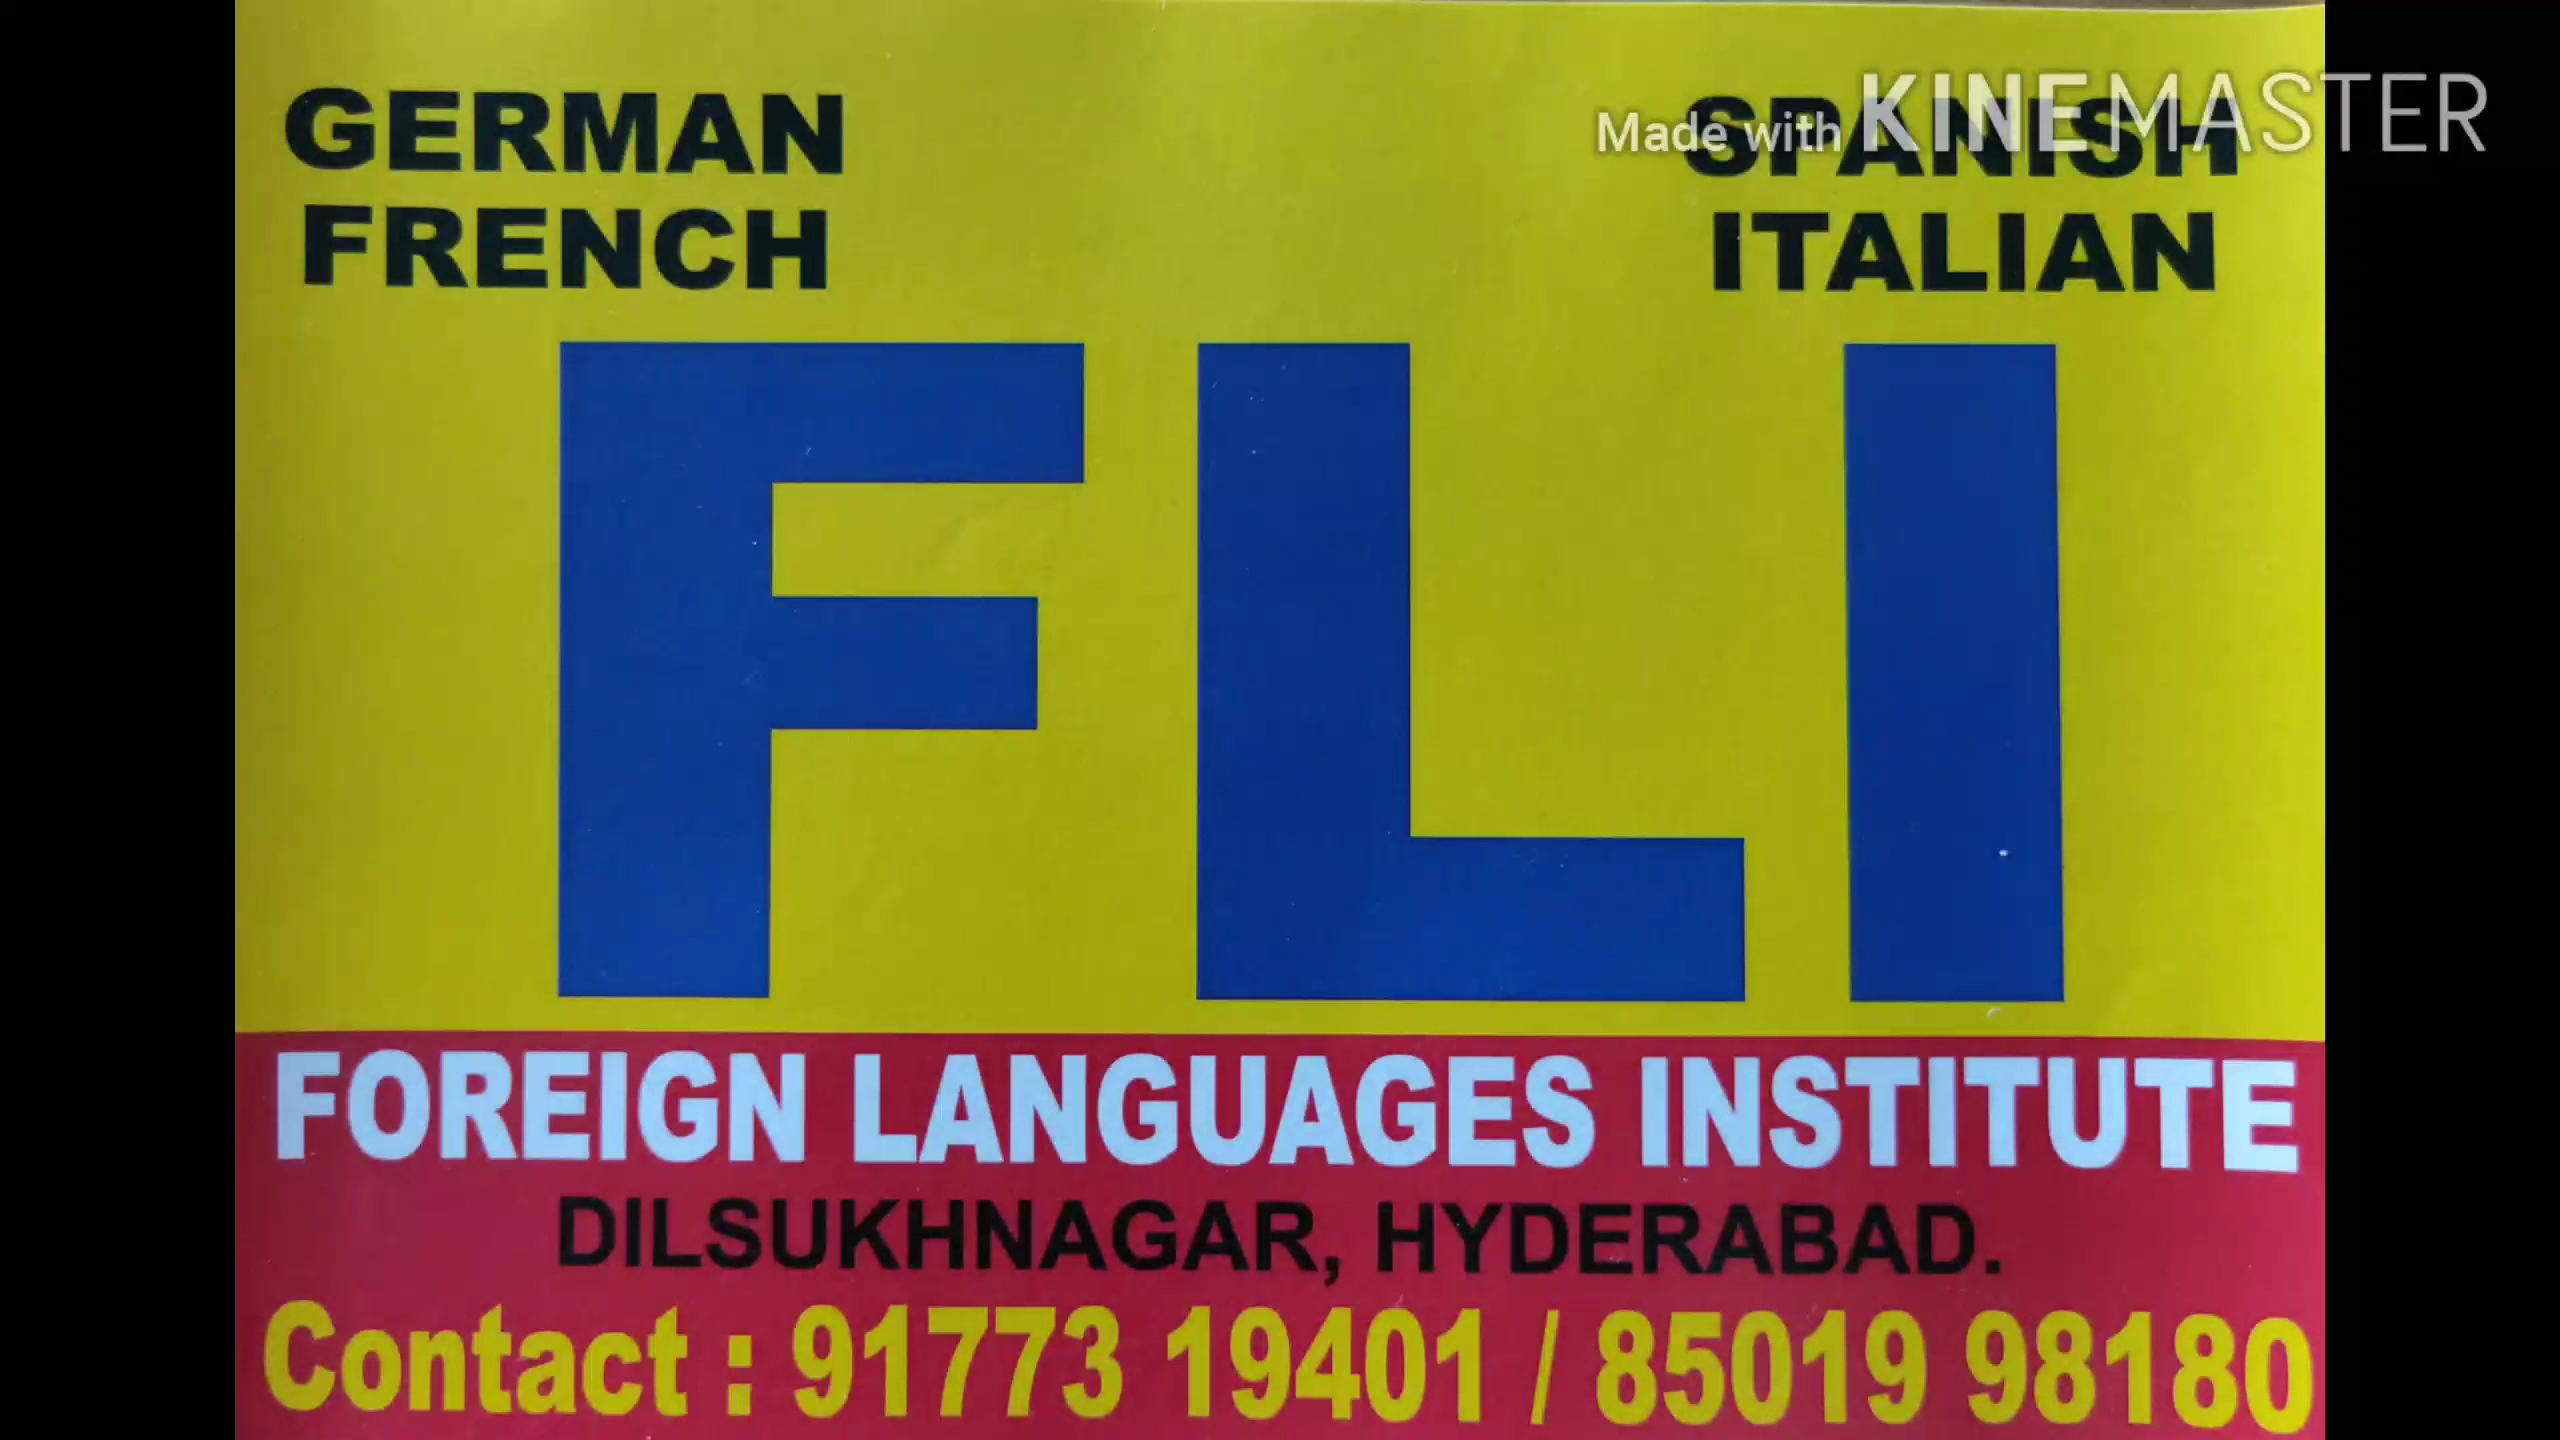 GERMAN
FRENCH
SPANISH
ITALIAN
Made with KINEMASTER
FLI
FOREIGN LANGUAGES INSTITUTE
DILSUKHNAGAR, HYDERABAD.
Contact : 91773 19401 / 85019 98180